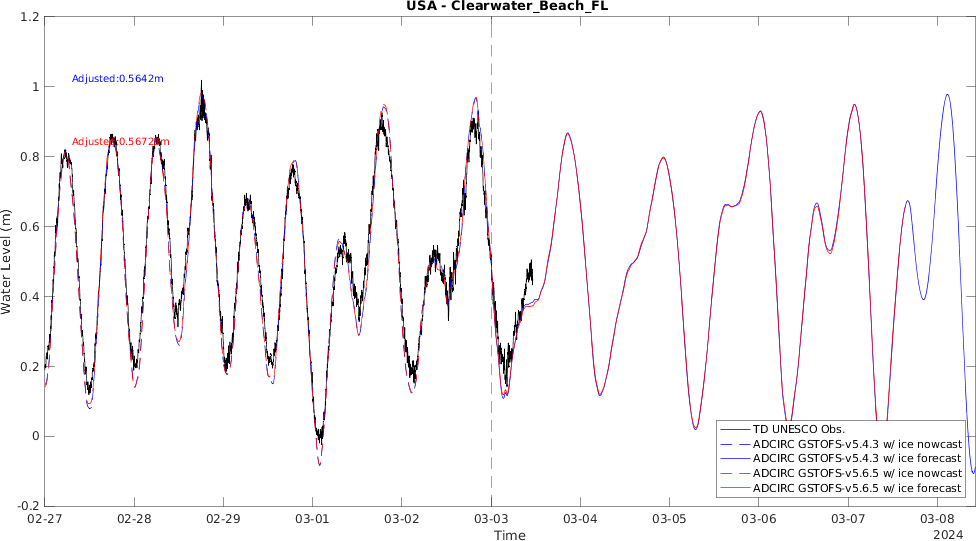 USA - Clearwater_Beach_FL
1.2
1
0.8
0.6
0.4
0.2
0
-0.2
Water Level (m)
Adjusted:0.5642m
Adjusted:0.5672m
TD UNESCO Obs.
ADCIRC GSTOFS-v5.4.3 w/ ice nowcast
ADCIRC GSTOFS-v5.4.3 w/ ice forecast
ADCIRC GSTOFS-v5.6.5 w/ ice nowcast
ADCIRC GSTOFS-v5.6.5 w/ ice forecast
02-27 02-28 02-29 03-01 03-02 03-03 03-04 03-05 03-06 03-07 03-08
Time
2024